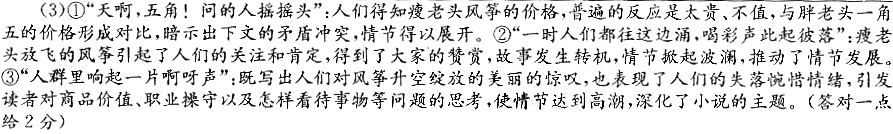 (3)①“天啊,五角！问的人摇摇头”:人们得知瘦老头风筝的价格,普遍的反应是太贵、不值,与胖老头一角
五的价格形成对比,暗示出下文的矛盾冲突,情节得以展开。②“一时人们都往这边涌,喝彩声此起彼落”:瘦老
头放飞的风筝引起了人们的关注和肯定,得到了大家的赞赏,故事发生转机,情节掀起波澜,推动了情节发展。
③“人群里响起一片啊呀声”:既写出人们对风筝升空绽放的美丽的惊叹,也表现了人们的失落惋惜情绪,引发
读者对商品价值、职业操守以及怎样看待事物等问题的思考,使情节达到高潮,深化了小说的主题。(答对一点
给2分)